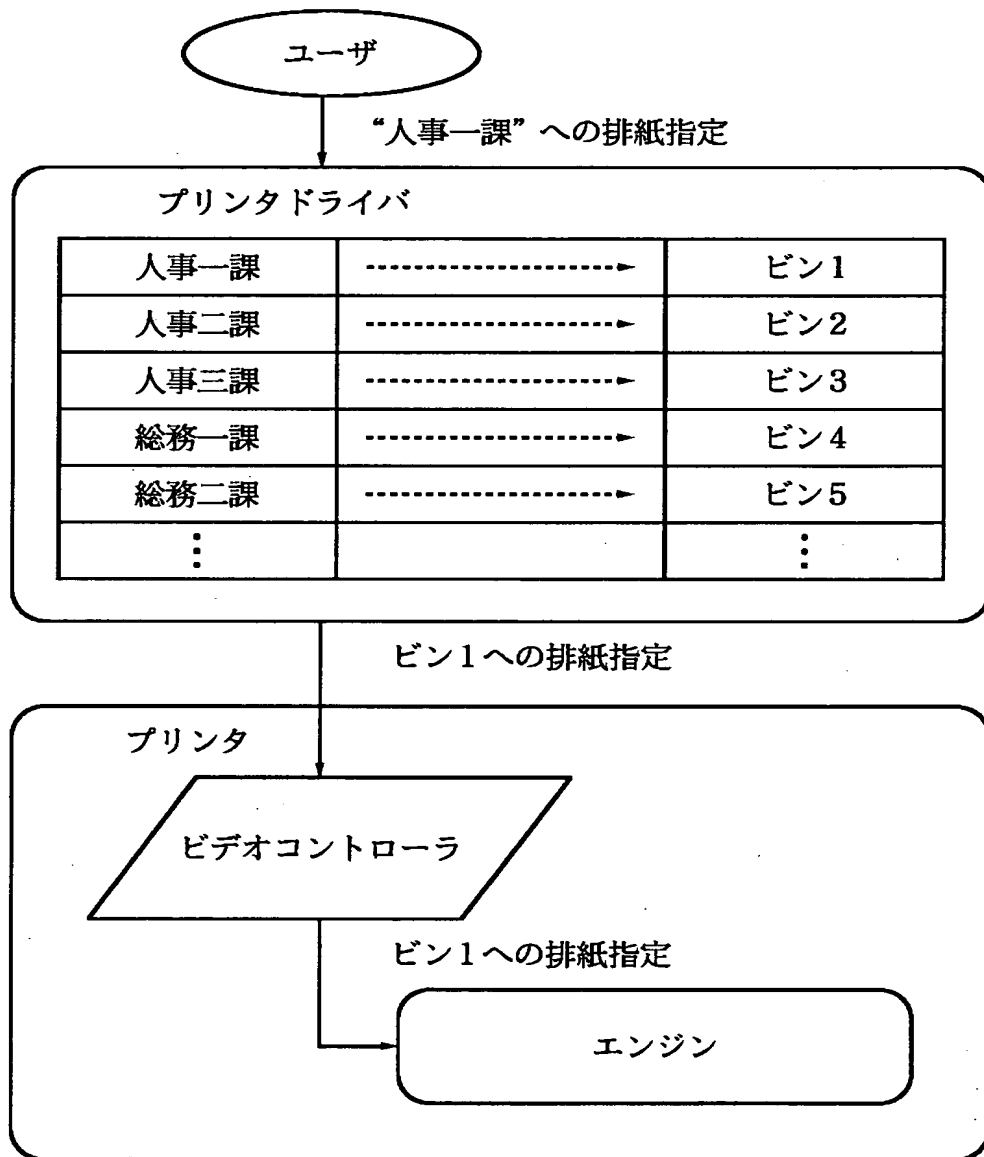 ユーザ
“人事一課”への排紙指定
プリンタドライバ
人事一課 ビン1
人事二課 ビン2
人事三課 ビン3
総務一課 ビン4
総務二課 ビン5
⋮ ⋮
ビン1への排紙指定
プリンタ
ビデオコントローラ
ビン1への排紙指定
エンジン